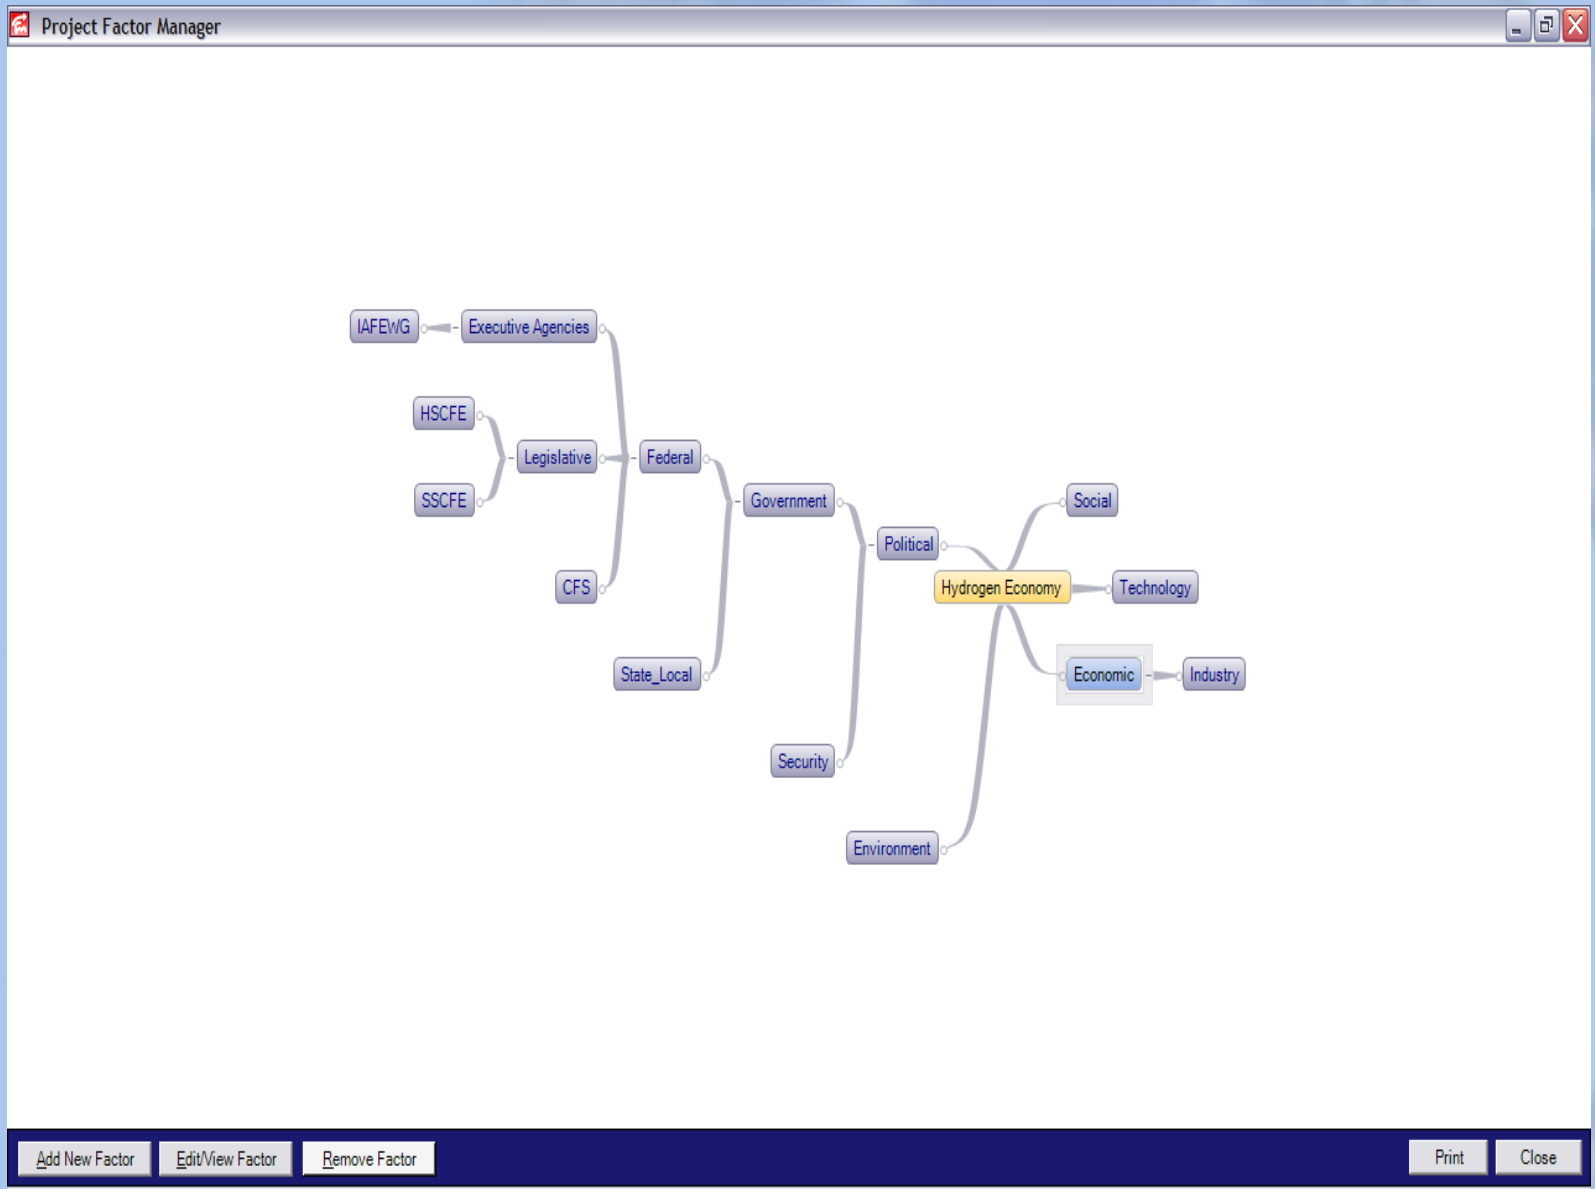 Project Factor Manager
IAFEWG
Executive Agencies
HSCFE
Legislative
Federal
SSCFE
Government
Social
Political
CFS
Hydrogen Economy
Technology
State_Local
Economic
Industry
Security
Environment
Add New Factor
Edit/View Factor
Remove Factor
Print
Close